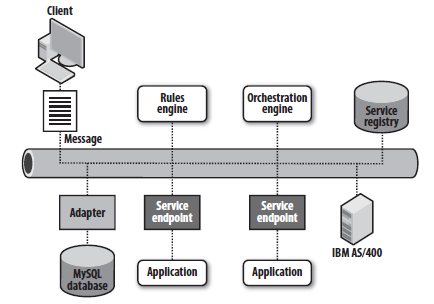 Client
Rules
engine
Orchestration
engine
Service
registry
Message
Adapter
Service
endpoint
Service
endpoint
IBM AS/400
MySQL
database
Application
Application